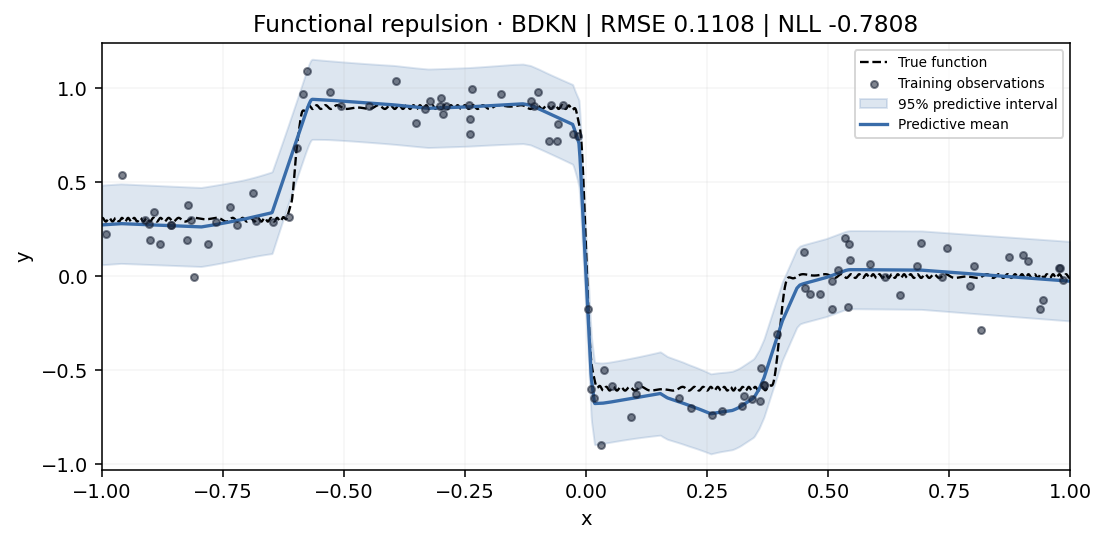 Functional repulsion · BDKN | RMSE 0.1108 | NLL -0.7808
True function
Training observations
95% predictive interval
Predictive mean
y
1.0
0.5
0.0
−0.5
−1.0
−1.00 −0.75 −0.50 −0.25 0.00 0.25 0.50 0.75 1.00
x